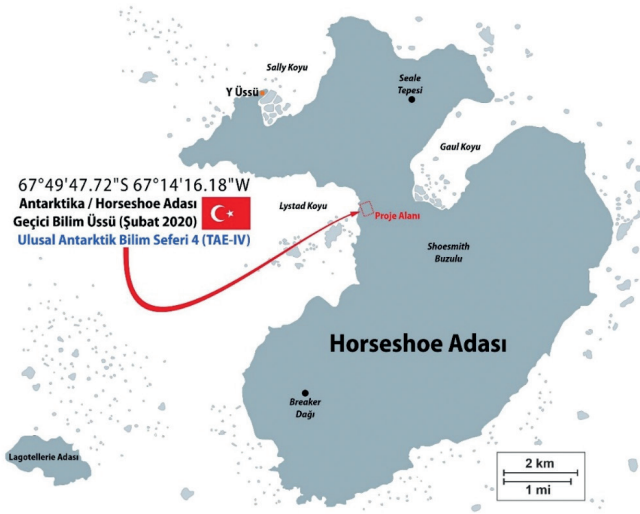 Sally Koyu
Y Üssü
Seale
Tepesi
Gaul Koyu
67°49'47.72"S 67°14'16.18"W
Antarktika / Horseshoe Adası
Geçici Bilim Üssü (Şubat 2020)
Ulusal Antarktik Bilim Seferi 4 (TAE-IV)
Lystad Koyu
Proje Alanı
Shoesmith
Buzulu
Horseshoe Adası
Breaker
Dağı
Lagotellerie Adası
2 km
1 mi